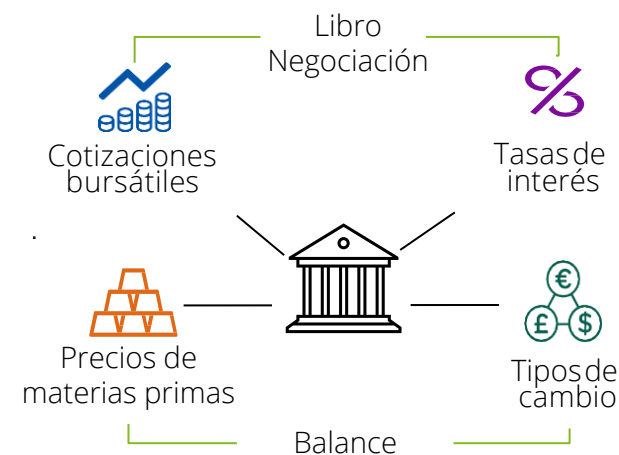 Libro
Negociación
Cotizaciones
bursátiles
Tasas de
interés
.
€
£
$
Precios de
materias primas
Tipos de
cambio
Balance